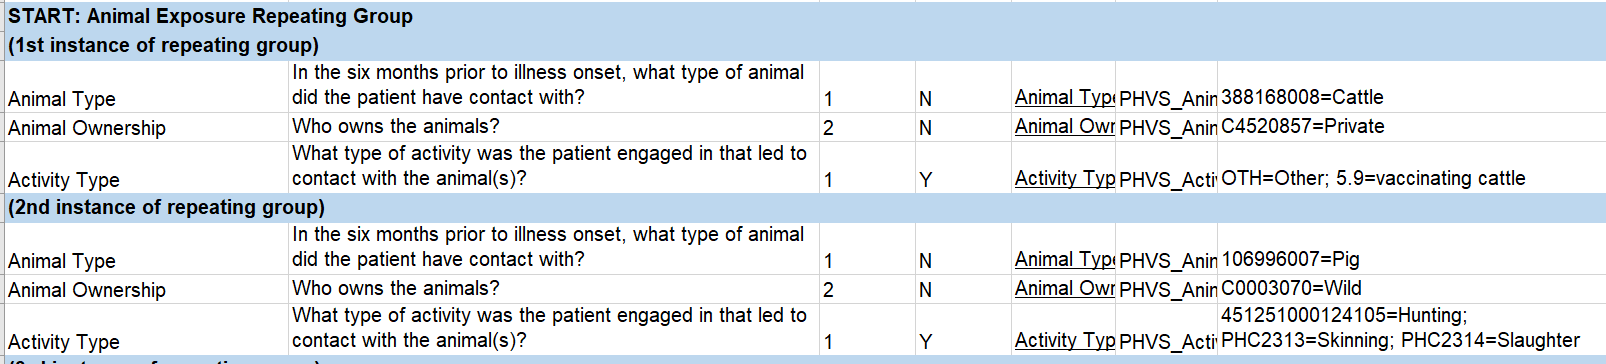 START: Animal Exposure Repeating Group
(1st instance of repeating group)
In the six months prior to illness onset, what type of animal
Animal Type did the patient have contact with? 1 N Animal Type PHVS_Anin 388168008=Cattle
Animal Ownership Who owns the animals? 2 N Animal Owr PHVS_Anin C4520857=Private
What type of activity was the patient engaged in that led to
Activity Type contact with the animal(s)? 1 Y Activity Typ PHVS_Acti OTH=Other; 5.9=vaccinating cattle
(2nd instance of repeating group)
In the six months prior to illness onset, what type of animal
Animal Type did the patient have contact with? 1 N Animal Type PHVS_Anin 106996007=Pig
Animal Ownership Who owns the animals? 2 N Animal Owr PHVS_Anin C0003070=Wild
What type of activity was the patient engaged in that led to 451251000124105=Hunting;
Activity Type contact with the animal(s)? 1 Y Activity Typ PHVS_Acti PHC2313=Skinning; PHC2314=Slaughter